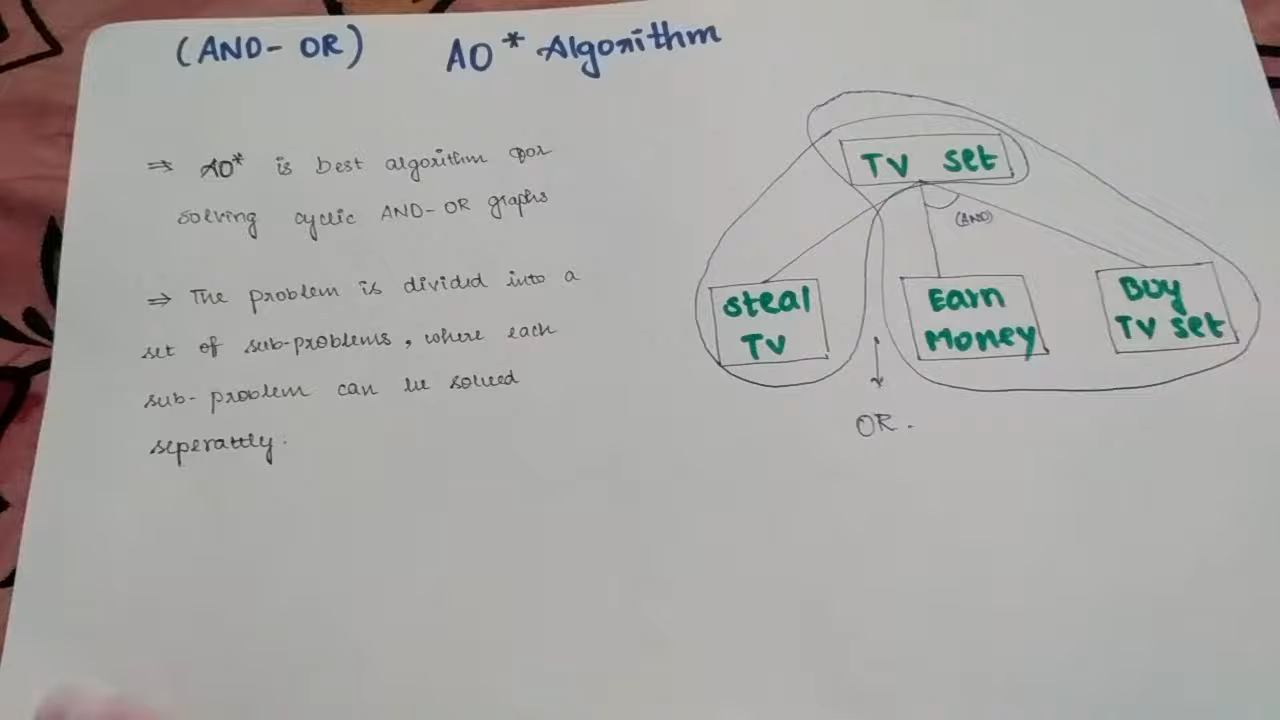 (AND- OR) AO* Algorithm
⇒ AO* is best algorithm for
solving cyclic AND-OR graphs
⇒ The problem is divided into a
set of sub-problems, where each
sub-problem can be solved
seperattly.
TV set
(AND)
Steal
TV
Earn
Money
Buy
TV set
OR.